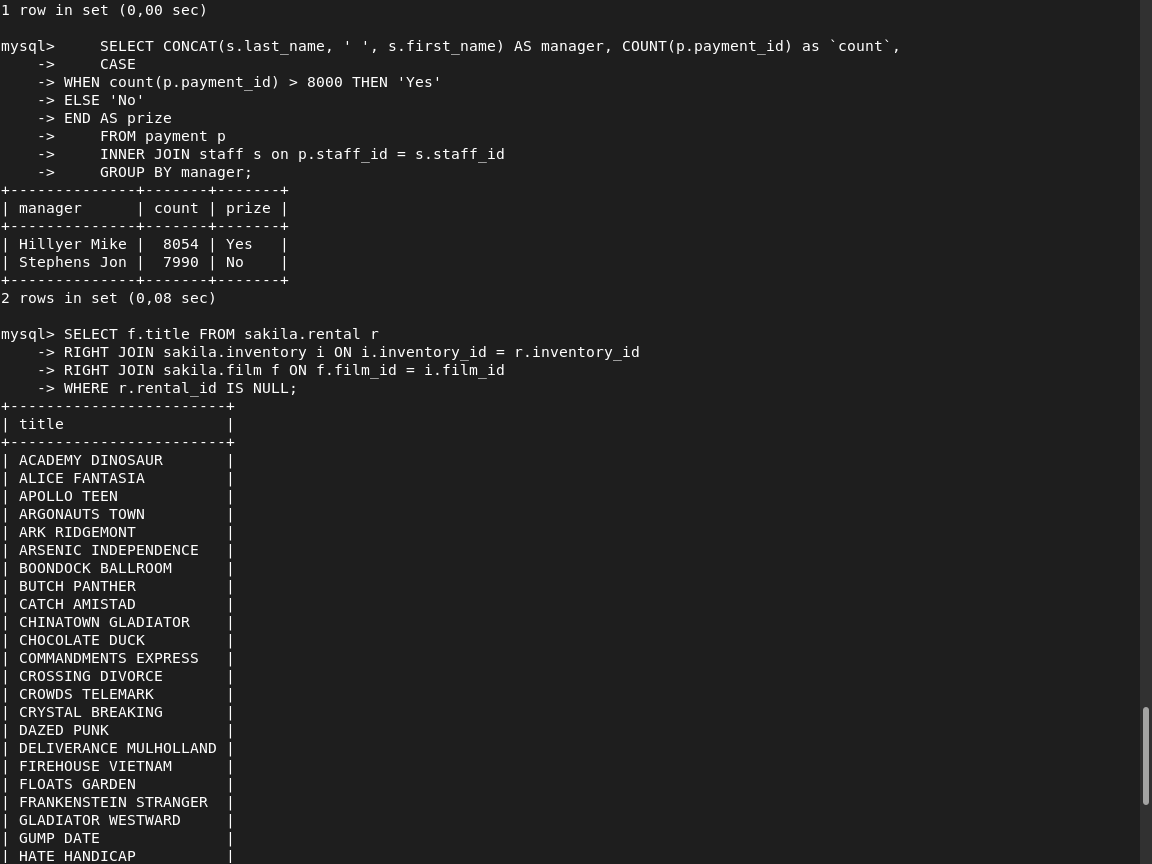 1 row in set (0,00 sec)

mysql>     SELECT CONCAT(s.last_name, ' ', s.first_name) AS manager, COUNT(p.payment_id) as `count`,
    ->     CASE
    -> WHEN count(p.payment_id) > 8000 THEN 'Yes'
    -> ELSE 'No'
    -> END AS prize
    ->     FROM payment p
    ->     INNER JOIN staff s on p.staff_id = s.staff_id
    ->     GROUP BY manager;
+--------------+-------+-------+
| manager      | count | prize |
+--------------+-------+-------+
| Hillyer Mike |  8054 | Yes   |
| Stephens Jon |  7990 | No    |
+--------------+-------+-------+
2 rows in set (0,08 sec)

mysql> SELECT f.title FROM sakila.rental r
    -> RIGHT JOIN sakila.inventory i ON i.inventory_id = r.inventory_id
    -> RIGHT JOIN sakila.film f ON f.film_id = i.film_id
    -> WHERE r.rental_id IS NULL;
+------------------------+
| title                  |
+------------------------+
| ACADEMY DINOSAUR       |
| ALICE FANTASIA         |
| APOLLO TEEN            |
| ARGONAUTS TOWN         |
| ARK RIDGEMONT          |
| ARSENIC INDEPENDENCE   |
| BOONDOCK BALLROOM      |
| BUTCH PANTHER          |
| CATCH AMISTAD          |
| CHINATOWN GLADIATOR    |
| CHOCOLATE DUCK         |
| COMMANDMENTS EXPRESS   |
| CROSSING DIVORCE       |
| CROWDS TELEMARK        |
| CRYSTAL BREAKING       |
| DAZED PUNK             |
| DELIVERANCE MULHOLLAND |
| FIREHOUSE VIETNAM      |
| FLOATS GARDEN          |
| FRANKENSTEIN STRANGER  |
| GLADIATOR WESTWARD     |
| GUMP DATE              |
| HATE HANDICAP          |